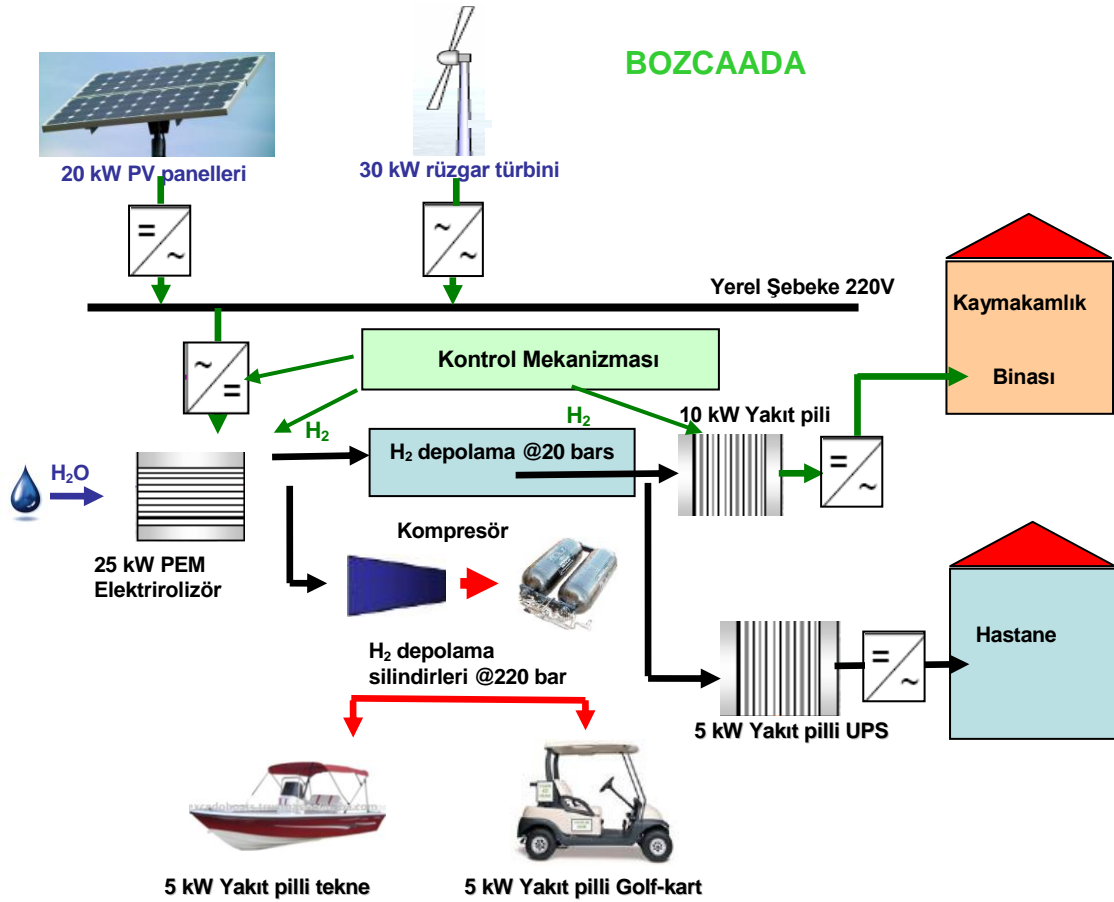 BOZCAADA
20 kW PV panelleri
30 kW rüzgar türbini
=
~
~
~
Yerel Şebeke 220V
Kaymakamlık
Binası
~
=
Kontrol Mekanizması
H₂
H₂
10 kW Yakıt pili
H₂ depolama @20 bars
=
~
H₂O
25 kW PEM
Elektrirolizör
Kompresör
H₂ depolama
silindirleri @220 bar
Hastane
=
~
5 kW Yakıt pilli UPS
5 kW Yakıt pilli tekne
5 kW Yakıt pilli Golf-kart